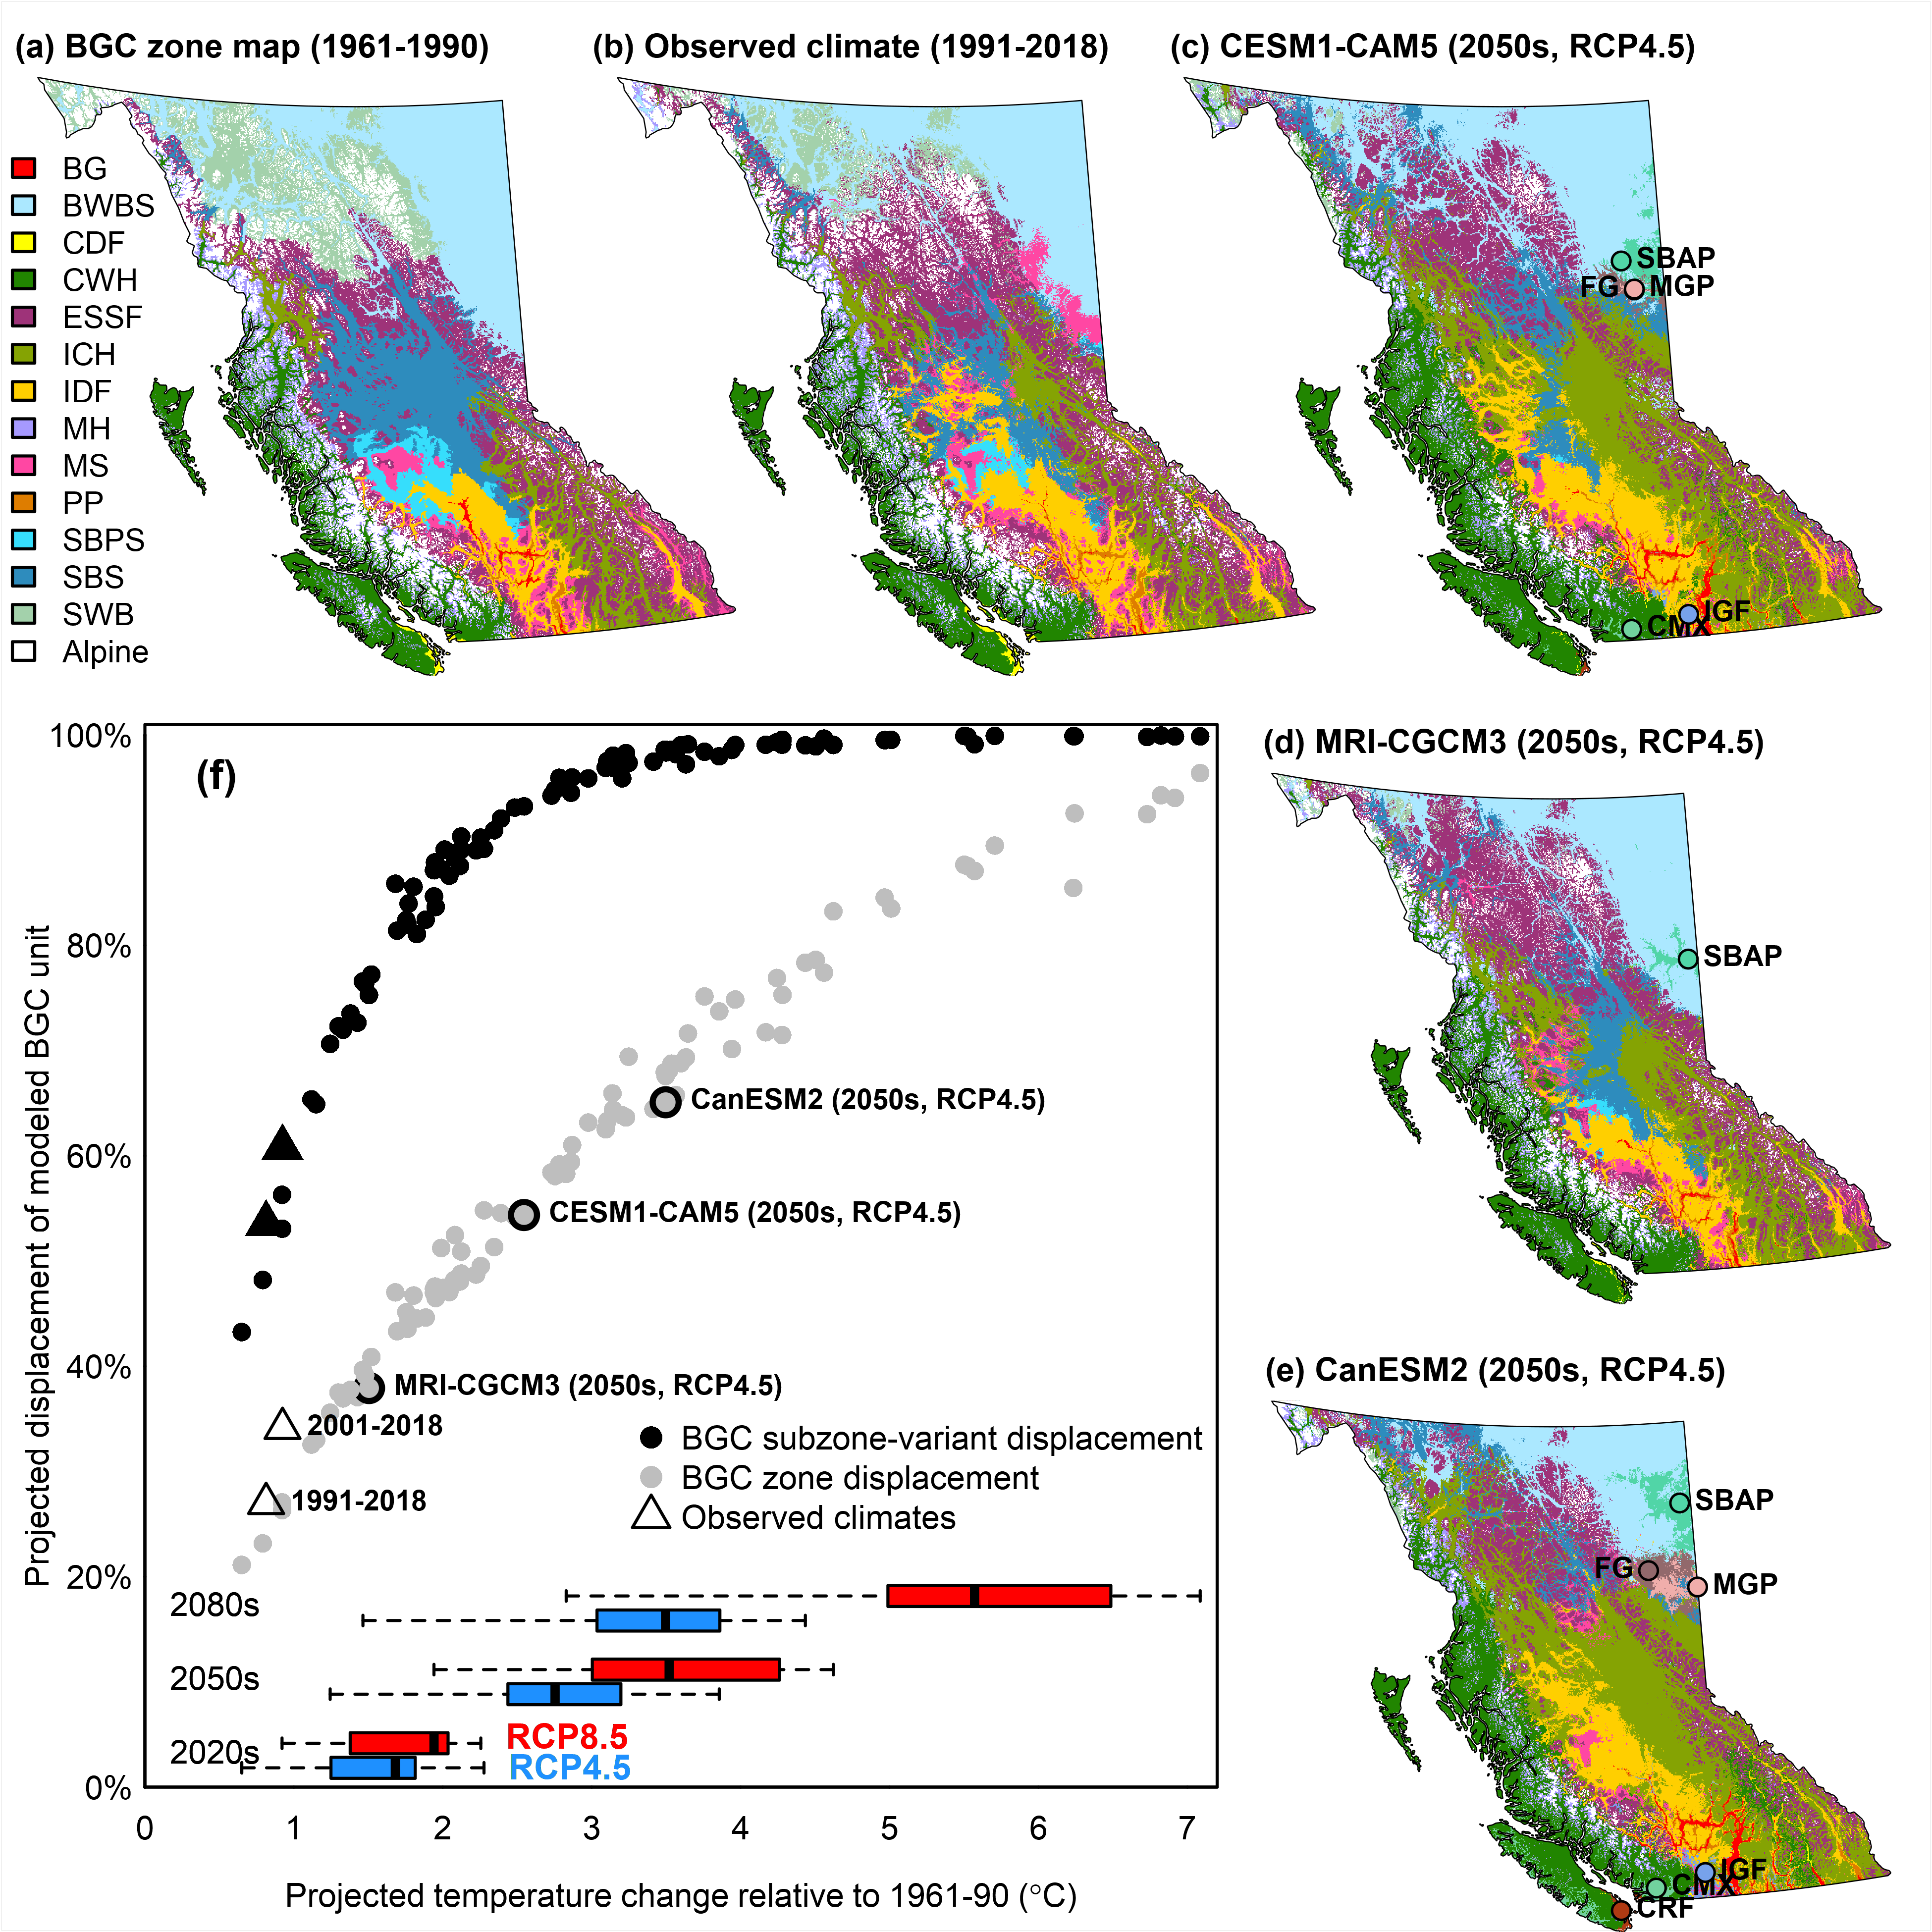 (a) BGC zone map (1961-1990)
(b) Observed climate (1991-2018)
(c) CESM1-CAM5 (2050s, RCP4.5)
BG
BWBS
CDF
CWH
ESSF
ICH
IDF
MH
MS
PP
SBPS
SBS
SWB
Alpine
SBAP
FG
MGP
IGF
CMX
(f)
Projected displacement of modeled BGC unit
100%
80%
60%
40%
20%
0%
CanESM2 (2050s, RCP4.5)
CESM1-CAM5 (2050s, RCP4.5)
MRI-CGCM3 (2050s, RCP4.5)
2001-2018
1991-2018
BGC subzone-variant displacement
BGC zone displacement
Observed climates
2080s
2050s
2020s
RCP8.5
RCP4.5
0 1 2 3 4 5 6 7
Projected temperature change relative to 1961-90 (°C)
(d) MRI-CGCM3 (2050s, RCP4.5)
SBAP
(e) CanESM2 (2050s, RCP4.5)
SBAP
FG
MGP
IGF
CMX
CRF